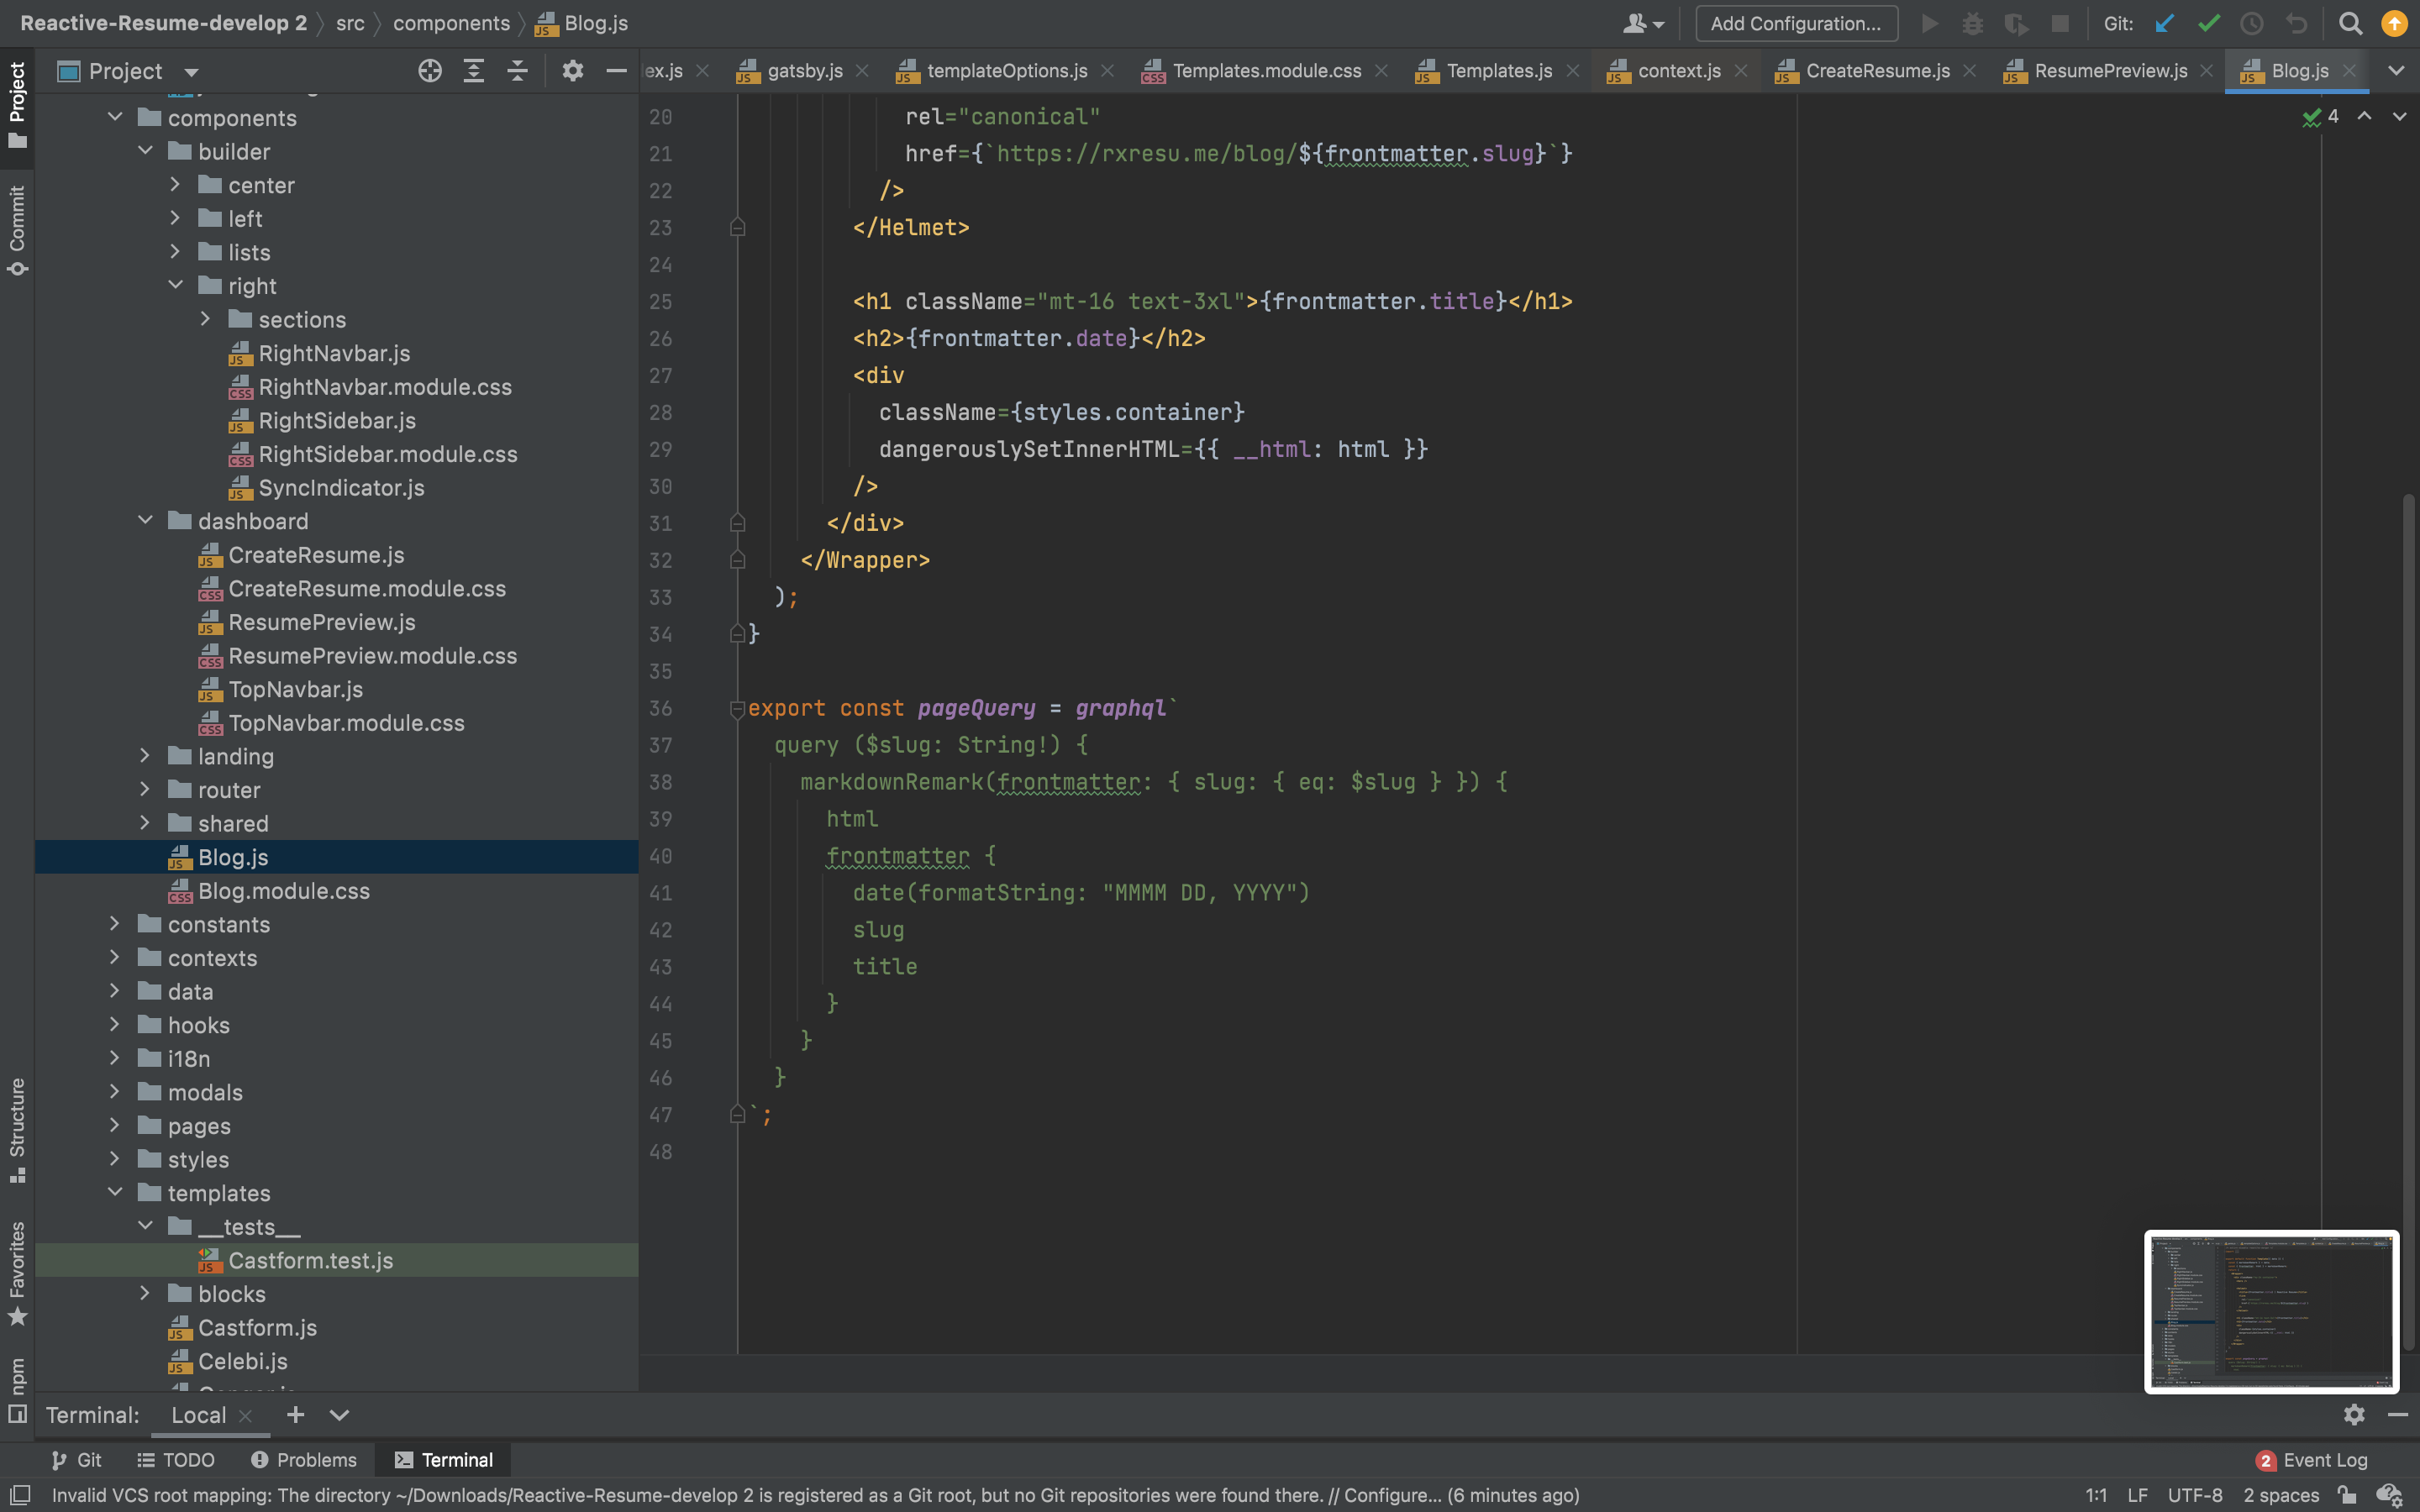 Reactive-Resume-develop 2 src components Blog.js
Add Configuration... Git:
Project
ex.js gatsby.js templateOptions.js Templates.module.css Templates.js context.js CreateResume.js ResumePreview.js Blog.js
4
Project
Commit
Structure
Favorites
npm
components
builder
center
left
lists
right
sections
RightNavbar.js
RightNavbar.module.css
RightSidebar.js
RightSidebar.module.css
SyncIndicator.js
dashboard
CreateResume.js
CreateResume.module.css
ResumePreview.js
ResumePreview.module.css
TopNavbar.js
TopNavbar.module.css
landing
router
shared
Blog.js
Blog.module.css
constants
contexts
data
hooks
i18n
modals
pages
styles
templates
__tests__
Castform.test.js
blocks
Castform.js
Celebi.js
20 rel="canonical"
21 href={`https://rxresu.me/blog/${frontmatter.slug}`}
22 />
23 </Helmet>
24
25 <h1 className="mt-16 text-3xl">{frontmatter.title}</h1>
26 <h2>{frontmatter.date}</h2>
27 <div
28 className={styles.container}
29 dangerouslySetInnerHTML={{ __html: html }}
30 />
31 </div>
32 </Wrapper>
33 );
34 }
35
36 export const pageQuery = graphql`
37 query ($slug: String!) {
38 markdownRemark(frontmatter: { slug: { eq: $slug } }) {
39 html
40 frontmatter {
41 date(formatString: "MMMM DD, YYYY")
42 slug
43 title
44 }
45 }
46 }
47 `;
48
Terminal: Local
Git TODO Problems Terminal 2 Event Log
Invalid VCS root mapping: The directory ~/Downloads/Reactive-Resume-develop 2 is registered as a Git root, but no Git repositories were found there. // Configure... (6 minutes ago) 1:1 LF UTF-8 2 spaces